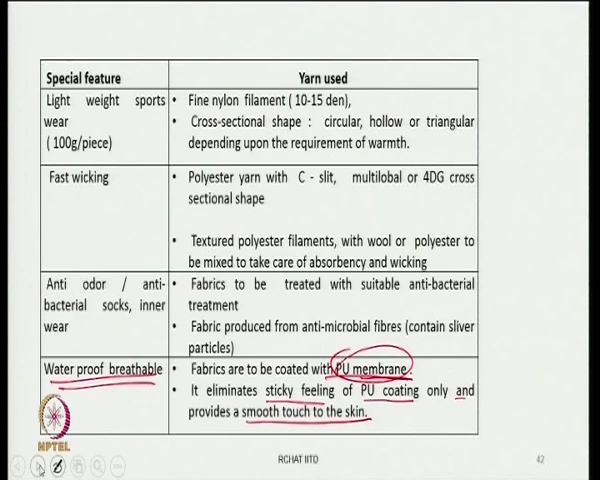 Special feature
Yarn used
Light weight sports
wear
( 100g/piece)
• Fine nylon filament ( 10-15 den),
• Cross-sectional shape : circular, hollow or triangular
depending upon the requirement of warmth.
Fast wicking
• Polyester yarn with C - slit, multilobal or 4DG cross
sectional shape
• Textured polyester filaments, with wool or polyester to
be mixed to take care of absorbency and wicking
Anti odor / anti-
bacterial socks, inner
wear
• Fabrics to be treated with suitable anti-bacterial
treatment
• Fabric produced from anti-microbial fibres (contain sliver
particles)
Water proof breathable
• Fabrics are to be coated with PU membrane.
• It eliminates sticky feeling of PU coating only and
provides a smooth touch to the skin.
NPTEL
RCHAT IITD
42